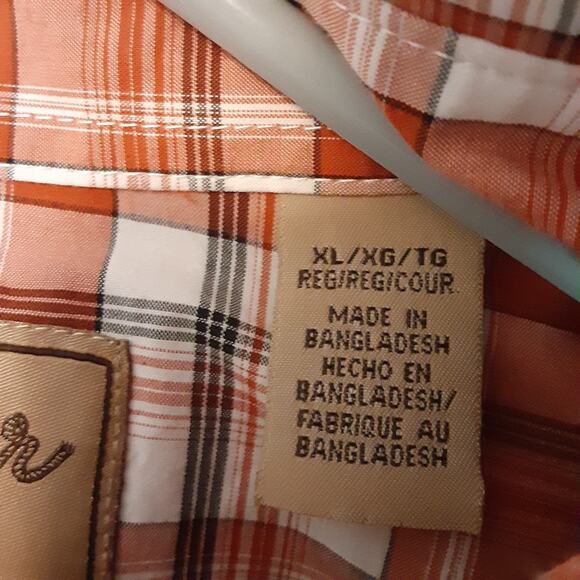 XL/XG/TG
REG/REG/COUR.
MADE IN
BANGLADESH
HECHO EN
BANGLADESH/
FABRIQUE AU
BANGLADESH